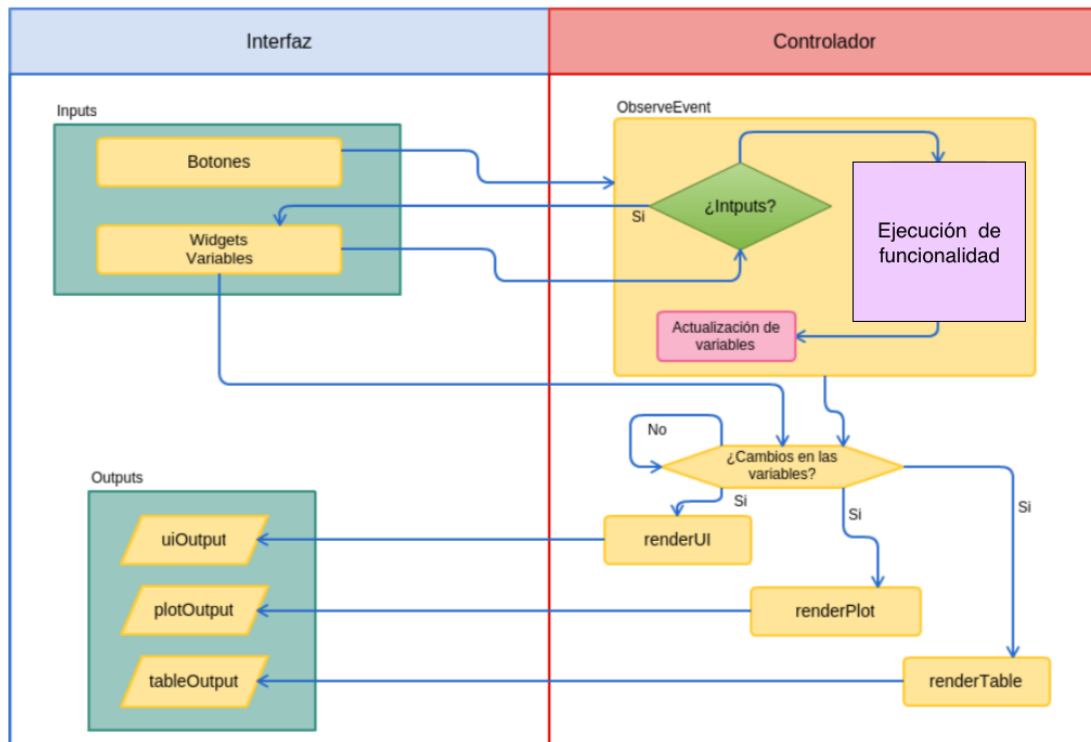 Interfaz
Controlador
Inputs
Botones
Widgets
Variables
ObserveEvent
¿Intputs?
Si
Ejecución de
funcionalidad
Actualización de
variables
No
¿Cambios en las
variables?
Si
Si
Si
Outputs
uiOutput
renderUI
plotOutput
renderPlot
tableOutput
renderTable